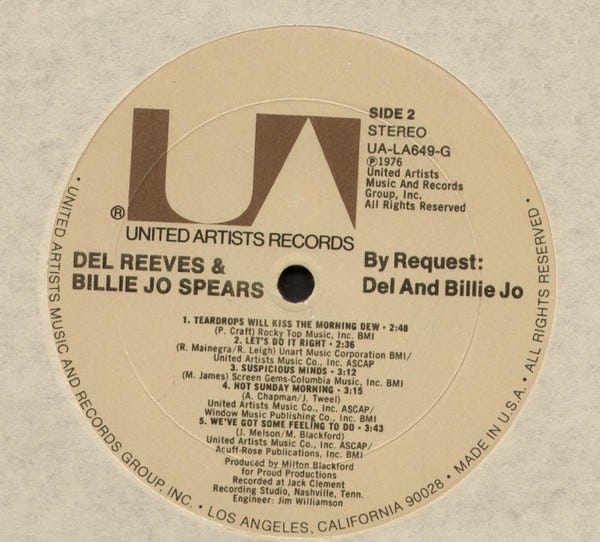 UA
®
UNITED ARTISTS RECORDS
SIDE 2
STEREO
UA-LA649-G
℗1976
United Artists
Music And Records
Group, Inc.
All Rights Reserved
DEL REEVES &
BILLIE JO SPEARS
By Request:
Del And Billie Jo
1. TEARDROPS WILL KISS THE MORNING DEW • 2:48
(P. Craft) Rocky Top Music, Inc. BMI
2. LET'S DO IT RIGHT • 2:36
(R. Mainegra/R. Leigh) Unart Music Corporation BMI/
United Artists Music Co. Inc. ASCAP
3. SUSPICIOUS MINDS • 3:12
(M. James) Screen Gems-Columbia Music, Inc. BMI
4. HOT SUNDAY MORNING • 3:15
(A. Chapman/J. Tweel)
United Artists Music Co., Inc. ASCAP/
Window Music Publishing Co., Inc. BMI
5. WE'VE GOT SOME FEELING TO DO • 3:43
(J. Melson/M. Blackford)
United Artists Music Co., Inc. ASCAP/
Acuff-Rose Publications, Inc. BMI
Produced by Milton Blackford
for Proud Productions
Recorded at Jack Clement
Recording Studio, Nashville, Tenn.
Engineer: Jim Williamson
• UNITED ARTISTS MUSIC AND RECORDS GROUP, INC. • LOS ANGELES, CALIFORNIA 90028 • MADE IN U.S.A. • ALL RIGHTS RESERVED •